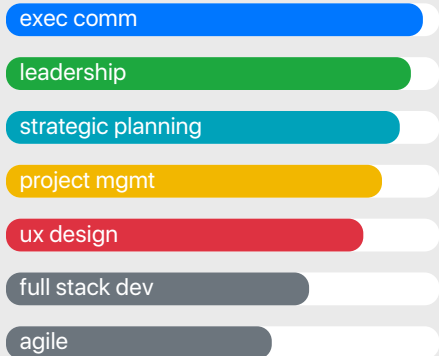 exec comm
leadership
strategic planning
project mgmt
ux design
full stack dev
agile